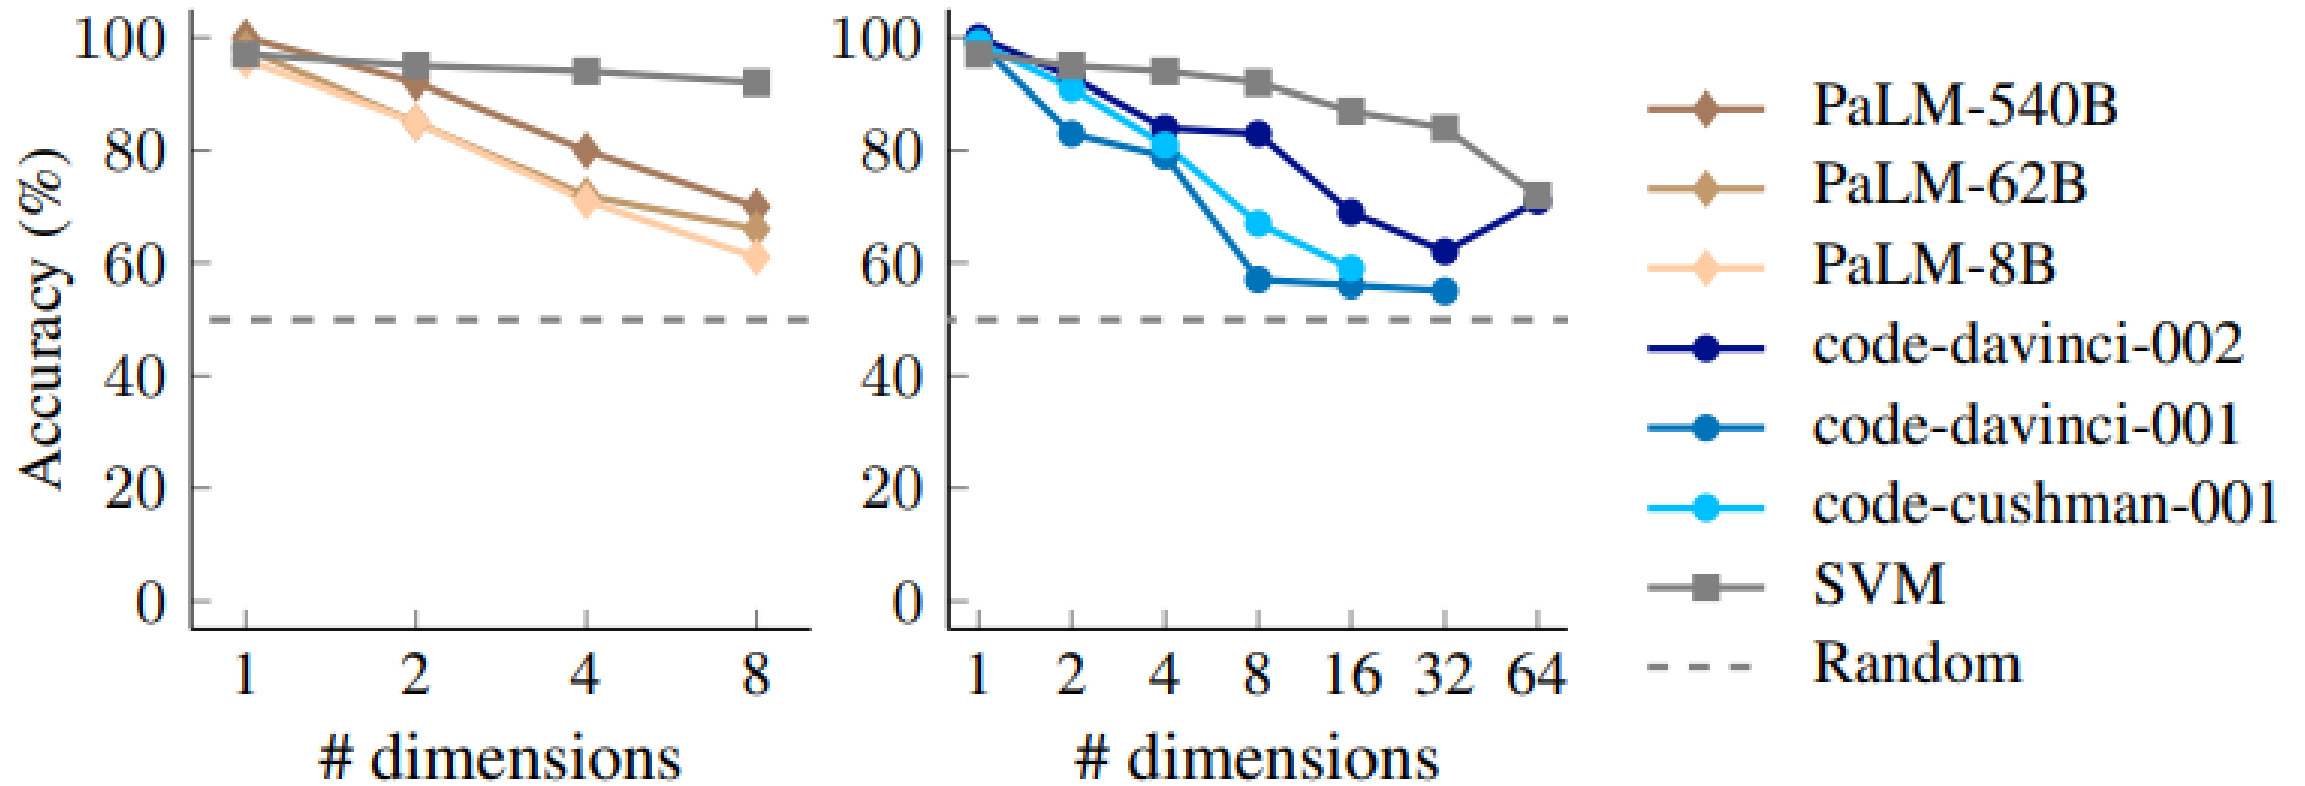 Accuracy (%)
100
80
60
40
20
0
1 2 4 8
# dimensions
100
80
60
40
20
0
1 2 4 8 16 32 64
# dimensions
PaLM-540B
PaLM-62B
PaLM-8B
code-davinci-002
code-davinci-001
code-cushman-001
SVM
Random